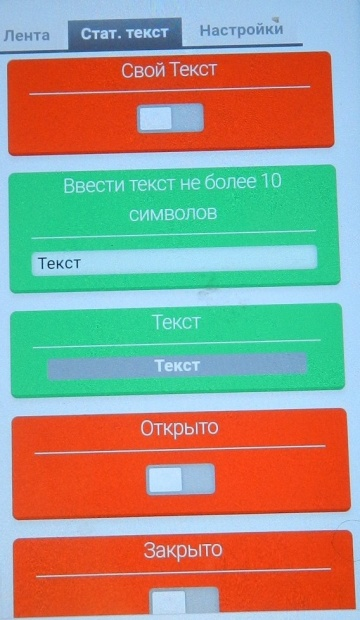 Лента Стат. текст Настройки
Свой Текст
Ввести текст не более 10
символов
Текст
Текст
Текст
Открыто
Закрыто